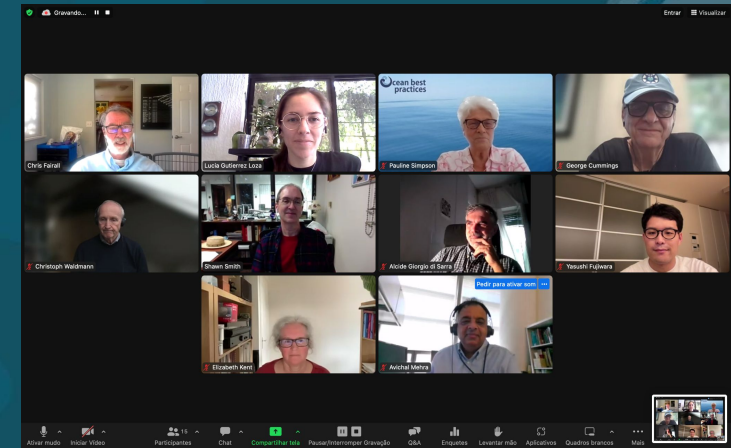 Gravando...
Entrar
Visualizar
Ocean best
practices
Chris Fairall
Lucia Gutierrez Loza
Pauline Simpson
George Cummings
Christoph Waldmann
Shawn Smith
Alcide Giorgio di Sarra
Yasushi Fujiwara
Pedir para ativar som
Elizabeth Kent
Avichal Mehra
15
Ativar mudo
Iniciar Vídeo
Participantes
Chat
Compartilhar tela
Pausar/Interromper Gravação
Q&A
Enquetes
Levantar mão
Aplicativos
Quadros brancos
Mais